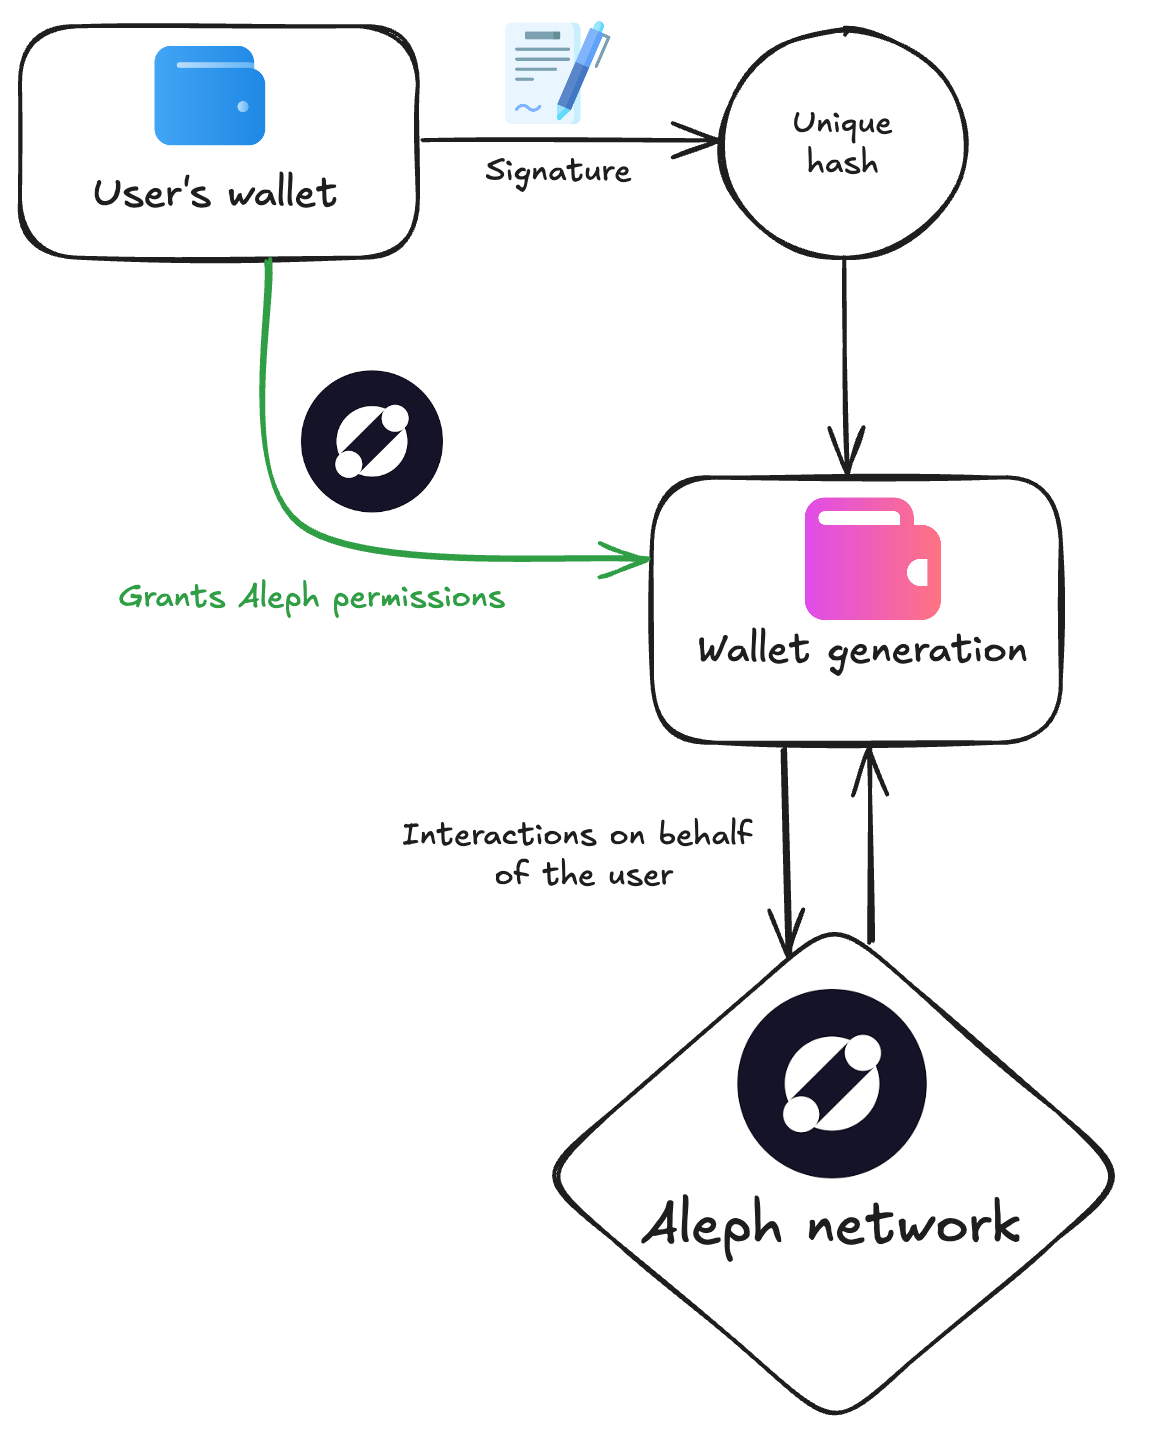 User's wallet
Signature
Unique
hash
Grants Aleph permissions
Wallet generation
Interactions on behalf
of the user
Aleph network